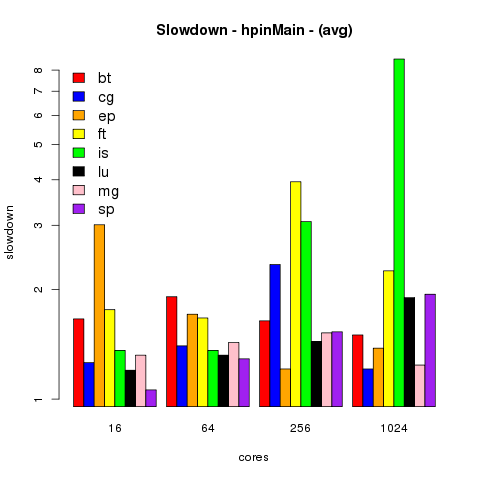 Slowdown - hpinMain - (avg)
slowdown
8
7
6
5
4
3
2
1
bt
cg
ep
ft
is
lu
mg
sp
16 64 256 1024
cores